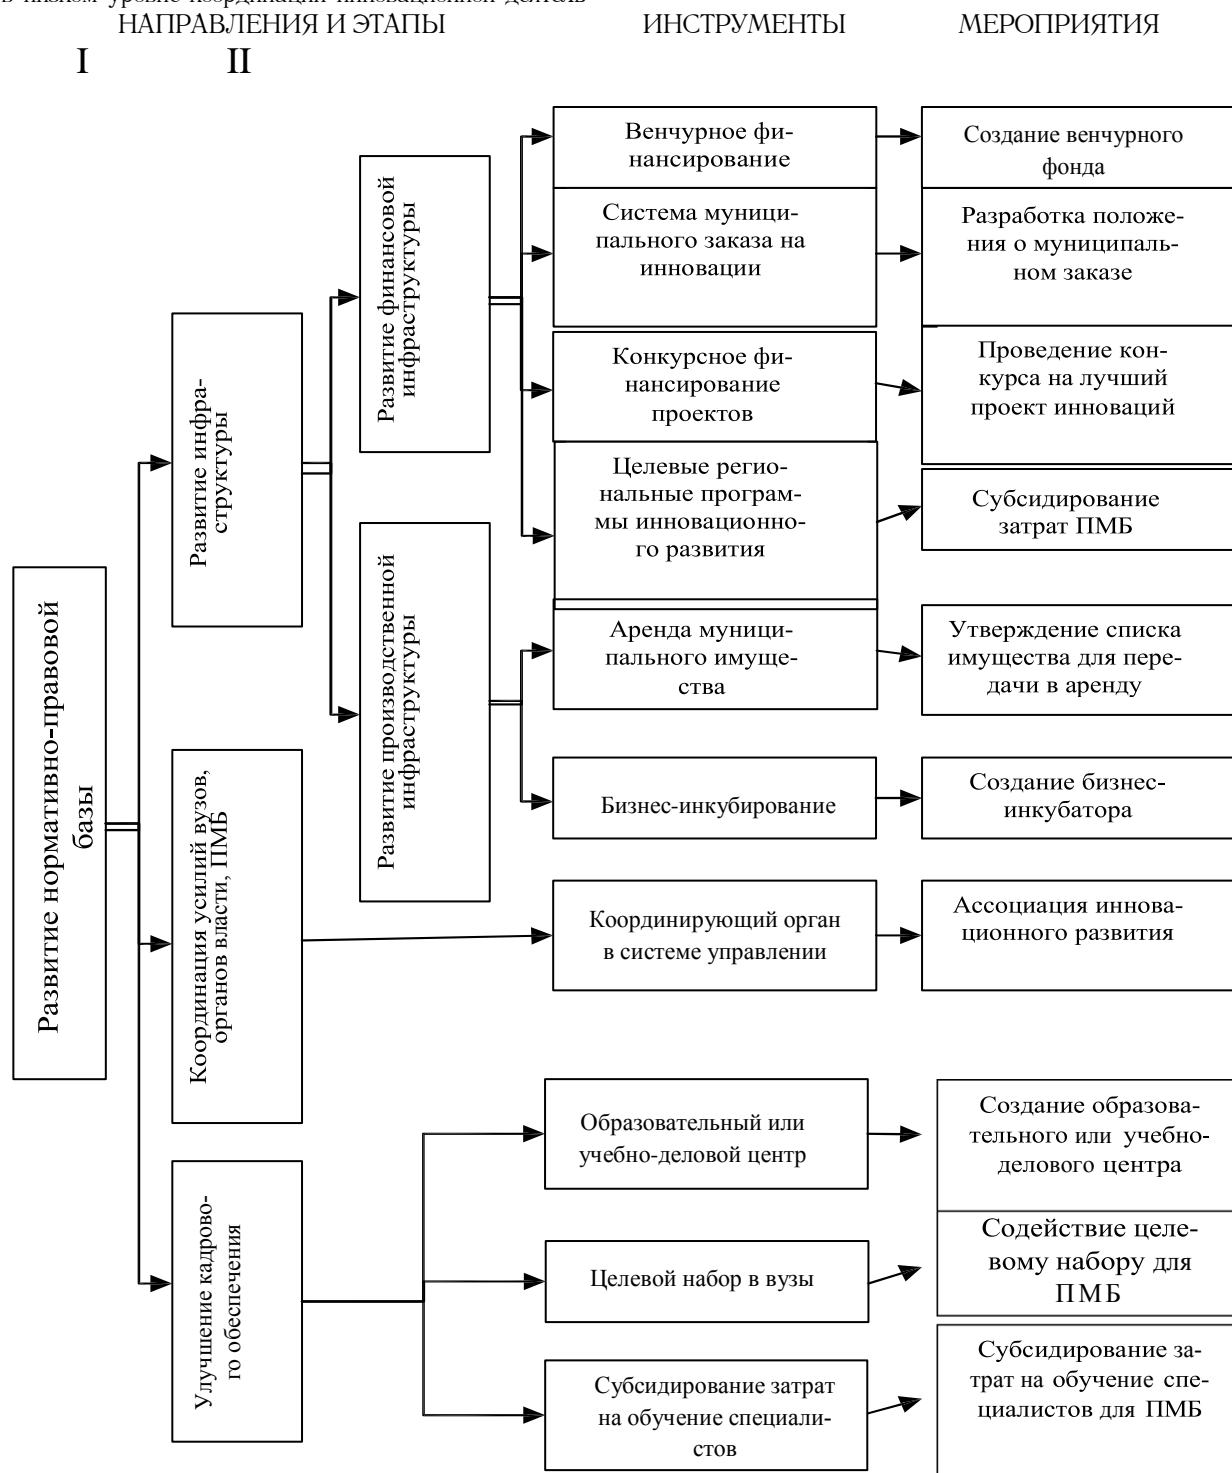 в низком уровне координации инновационной деятель-
НАПРАВЛЕНИЯ И ЭТАПЫ
ИНСТРУМЕНТЫ
МЕРОПРИЯТИЯ
I
II
Развитие нормативно-правовой
базы
Развитие инфра-
структуры
Координация усилий вузов,
органов власти, ПМБ
Улучшение кадрово-
го обеспечения
Развитие финансовой
инфраструктуры
Развитие производственной
инфраструктуры
Венчурное фи-
нансирование
Создание венчурного
фонда
Система муници-
пального заказа на
инновации
Разработка положе-
ния о муниципаль-
ном заказе
Конкурсное фи-
нансирование
проектов
Проведение кон-
курса на лучший
проект инноваций
Целевые регио-
нальные програм-
мы инновационно-
го развития
Субсидирование
затрат ПМБ
Аренда муници-
пального имуще-
ства
Утверждение списка
имущества для пере-
дачи в аренду
Бизнес-инкубирование
Создание бизнес-
инкубатора
Координирующий орган
в системе управления
Ассоциация иннова-
ционного развития
Образовательный или
учебно-деловой центр
Создание образова-
тельного или учебно-
делового центра
Целевой набор в вузы
Содействие целе-
вому набору для
ПМБ
Субсидирование затрат
на обучение специали-
стов
Субсидирование за-
трат на обучение спе-
циалистов для ПМБ